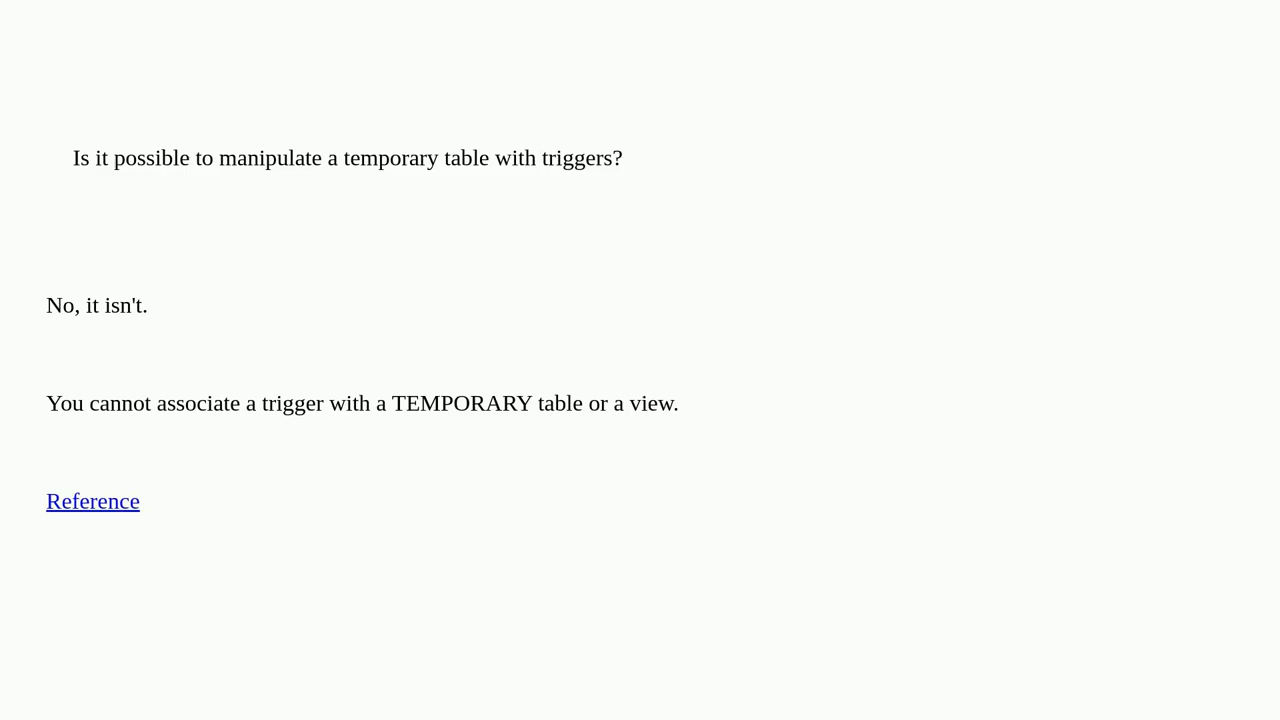 Is it possible to manipulate a temporary table with triggers?
No, it isn't.
You cannot associate a trigger with a TEMPORARY table or a view.
Reference